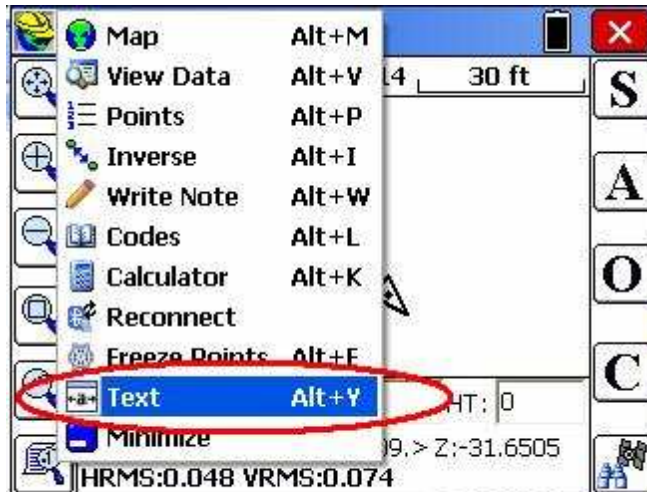 Map Alt+M
View Data Alt+V
14 30 ft
Points Alt+P
Inverse Alt+I
Write Note Alt+W
Codes Alt+L
Calculator Alt+K
Reconnect
Freeze Points Alt+F
Text Alt+Y
HT: 0
Minimize
09.> Z:-31.6505
HRMS:0.048 VRMS:0.074
S
A
O
C